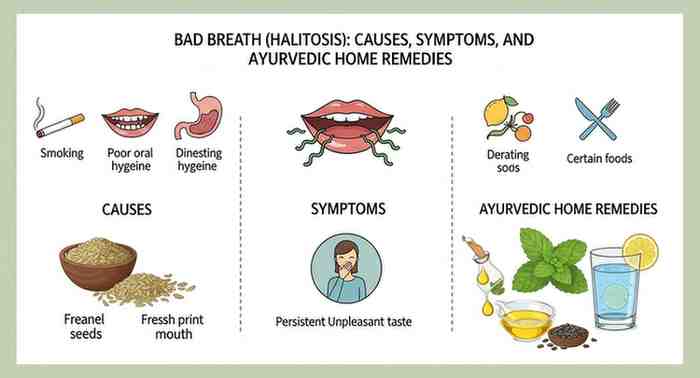 BAD BREATH (HALITOSIS): CAUSES, SYMPTOMS, AND
AYURVEDIC HOME REMEDIES
Smoking
Poor oral
hygeine
Dinesting
hygeine
Derating
soos
Certain foods
CAUSES
SYMPTOMS
AYURVEDIC HOME REMEDIES
Freanel
seeds
Fressh print
mouth
Persistent Unpleasant taste